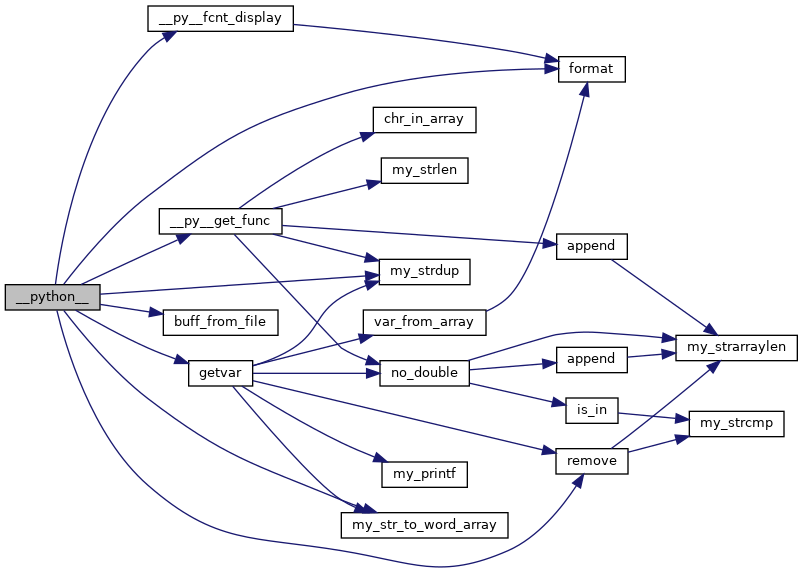 __py__fcnt_display
format
chr_in_array
my_strlen
__py__get_func
append
my_strdup
__python__
buff_from_file
var_from_array
my_strarraylen
append
getvar
no_double
is_in
my_strcmp
remove
my_printf
my_str_to_word_array